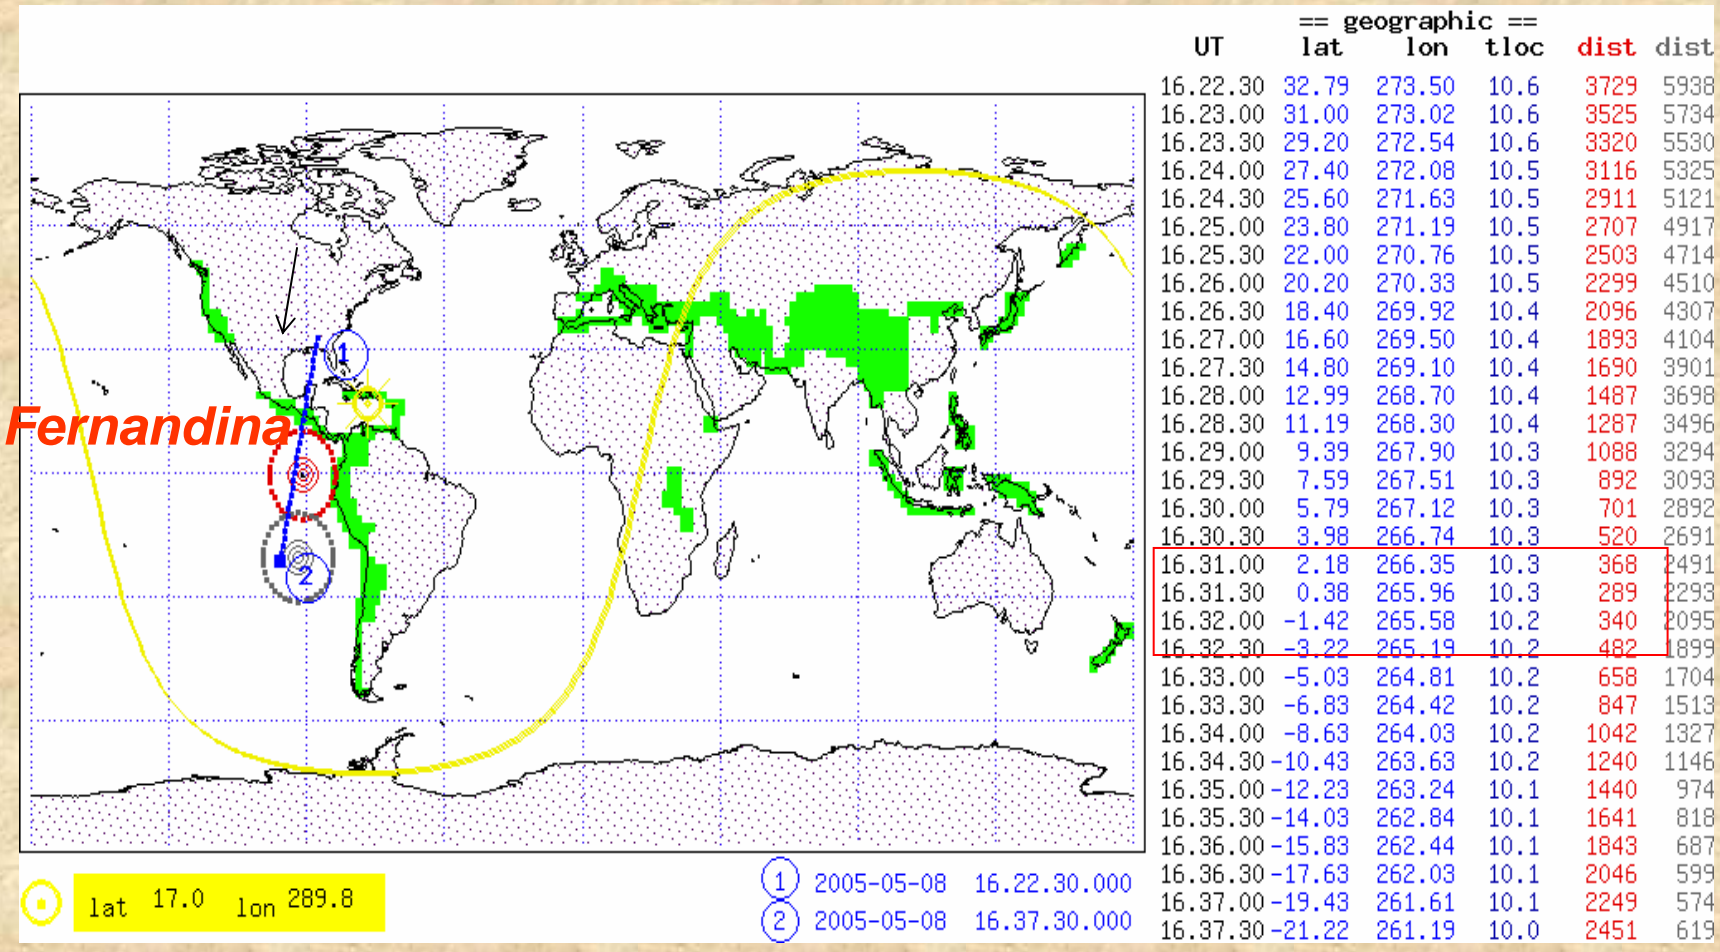 == geographic ==
UT lat lon tloc dist dist
16.22.30 32.79 273.50 10.6 3729 5938
16.23.00 31.00 273.02 10.6 3525 5734
16.23.30 29.20 272.54 10.6 3320 5530
16.24.00 27.40 272.08 10.5 3116 5325
16.24.30 25.60 271.63 10.5 2911 5121
16.25.00 23.80 271.19 10.5 2707 4917
16.25.30 22.00 270.76 10.5 2503 4714
16.26.00 20.20 270.33 10.5 2299 4510
16.26.30 18.40 269.92 10.4 2096 4307
16.27.00 16.60 269.50 10.4 1893 4104
16.27.30 14.80 269.10 10.4 1690 3901
16.28.00 12.99 268.70 10.4 1487 3698
16.28.30 11.19 268.30 10.4 1287 3496
16.29.00 9.39 267.90 10.3 1088 3294
16.29.30 7.59 267.51 10.3 892 3093
16.30.00 5.79 267.12 10.3 701 2892
16.30.30 3.98 266.74 10.3 520 2691
16.31.00 2.18 266.35 10.3 368 2491
16.31.30 0.38 265.96 10.3 289 2293
16.32.00 -1.42 265.58 10.2 340 2095
16.32.30 -3.22 265.19 10.2 482 1899
16.33.00 -5.03 264.81 10.2 658 1704
16.33.30 -6.83 264.42 10.2 847 1513
16.34.00 -8.63 264.03 10.2 1042 1327
16.34.30 -10.43 263.63 10.2 1240 1146
16.35.00 -12.23 263.24 10.1 1440 974
16.35.30 -14.03 262.84 10.1 1641 818
16.36.00 -15.83 262.44 10.1 1843 687
16.36.30 -17.63 262.03 10.1 2046 599
16.37.00 -19.43 261.61 10.1 2249 574
16.37.30 -21.22 261.19 10.0 2451 619
1
Fernandina
2
lat 17.0 lon 289.8
1 2005-05-08 16.22.30.000
2 2005-05-08 16.37.30.000